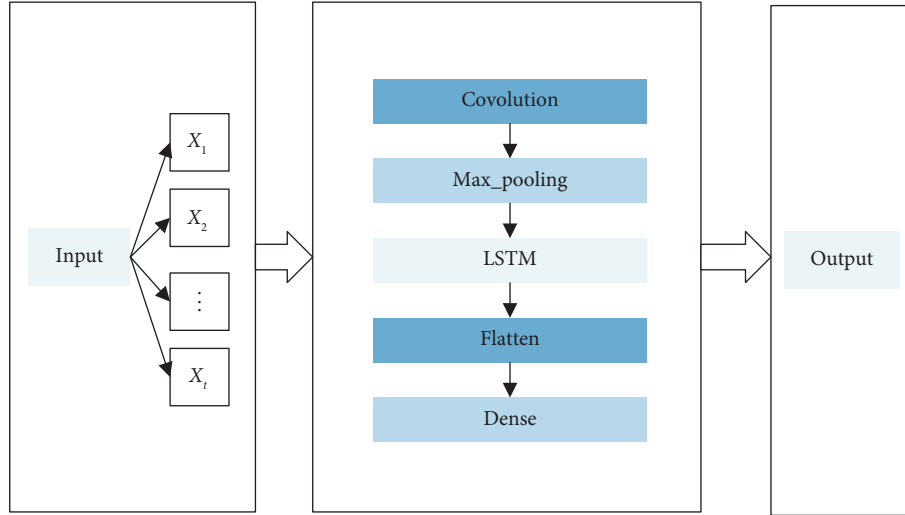 Input
X₁
X₂
⋮
Xₜ
Covolution
Max_pooling
LSTM
Flatten
Dense
Output